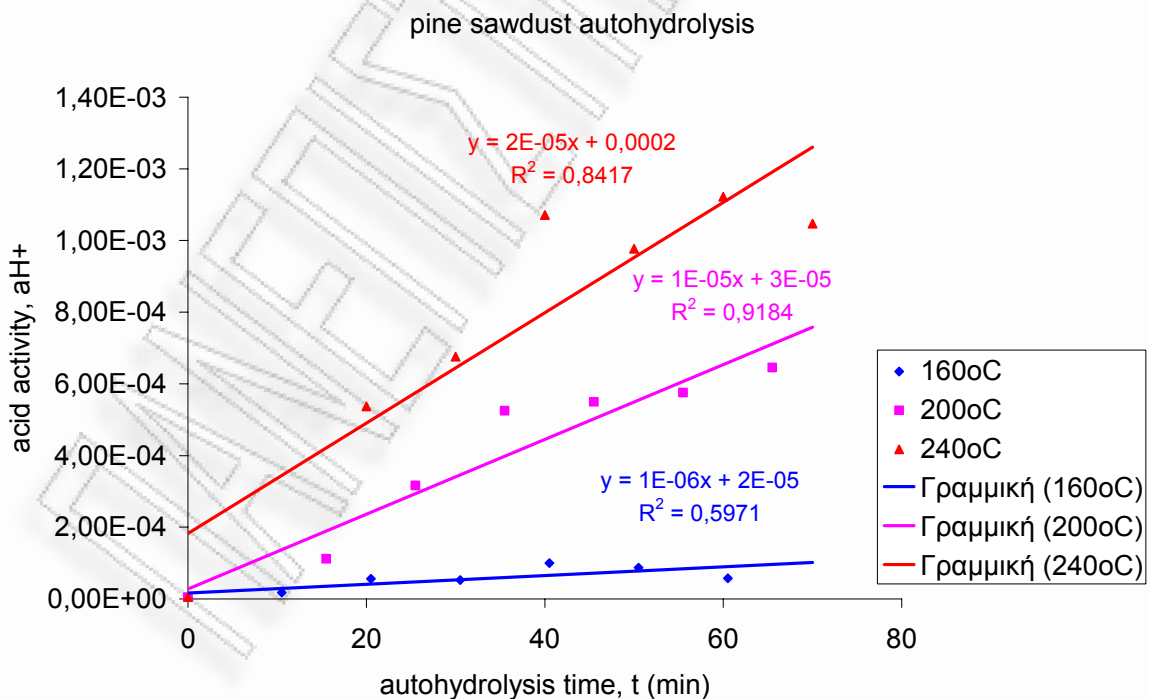 pine sawdust autohydrolysis
1,40E-03
1,20E-03
1,00E-03
8,00E-04
6,00E-04
4,00E-04
2,00E-04
0,00E+00
acid activity, aH+
y = 2E-05x + 0,0002
R² = 0,8417
y = 1E-05x + 3E-05
R² = 0,9184
y = 1E-06x + 2E-05
R² = 0,5971
0 20 40 60 80
autohydrolysis time, t (min)
160oC
200oC
240oC
Γραμμική (160oC)
Γραμμική (200oC)
Γραμμική (240oC)